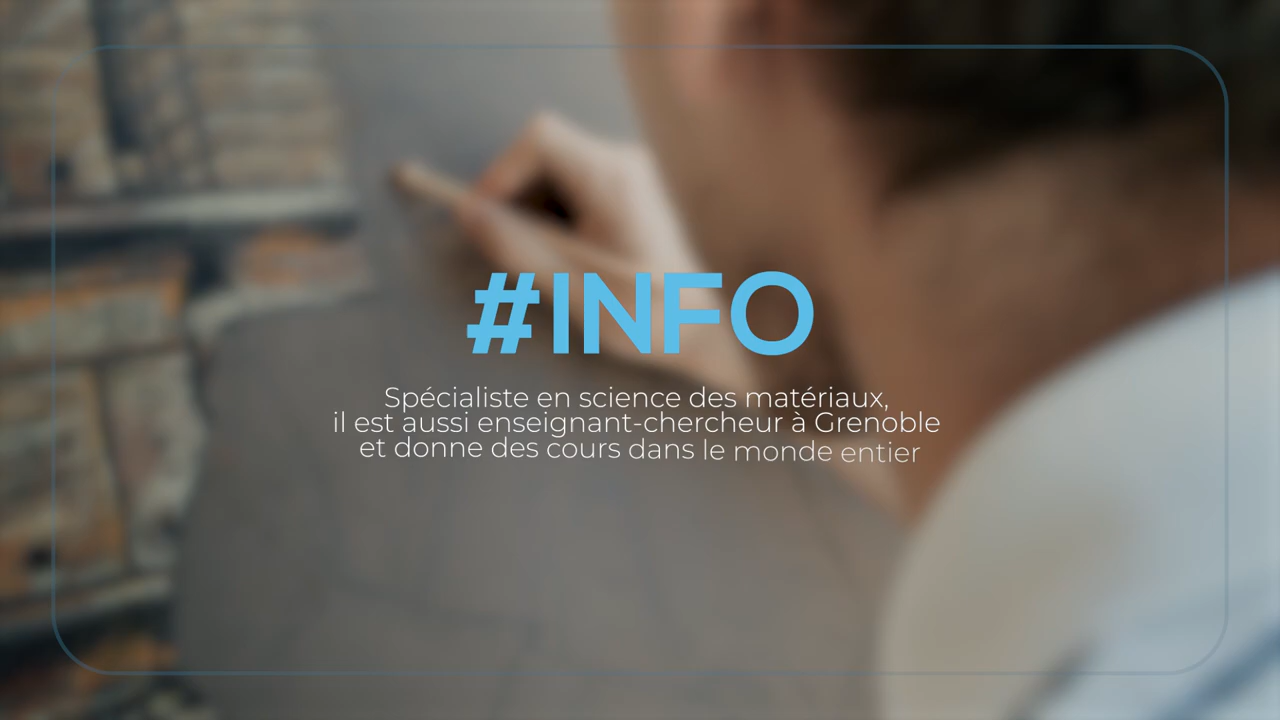 #INFO
Spécialiste en science des matériaux,
il est aussi enseignant-chercheur à Grenoble
et donne des cours dans le monde entier